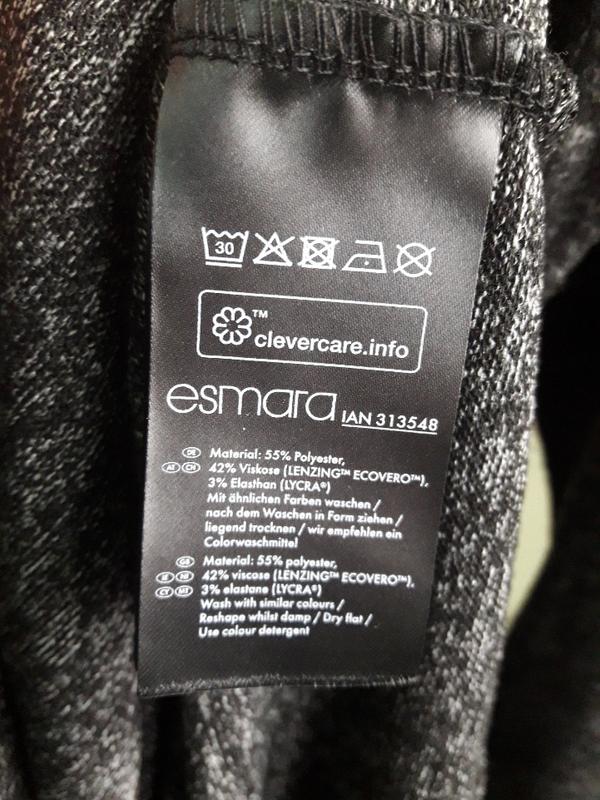 30
™
clevercare.info
esmara IAN 313548
DE Material: 55% Polyester,
AT CH 42% Viskose (LENZING™ ECOVERO™),
3% Elasthan (LYCRA®)
Mit ähnlichen Farben waschen /
nach dem Waschen in Form ziehen /
liegend trocknen / wir empfehlen ein
Colorwaschmittel
GB Material: 55% polyester,
IE NI 42% viscose (LENZING™ ECOVERO™),
CY MT 3% elastane (LYCRA®)
Wash with similar colours /
Reshape whilst damp / Dry flat /
Use colour detergent